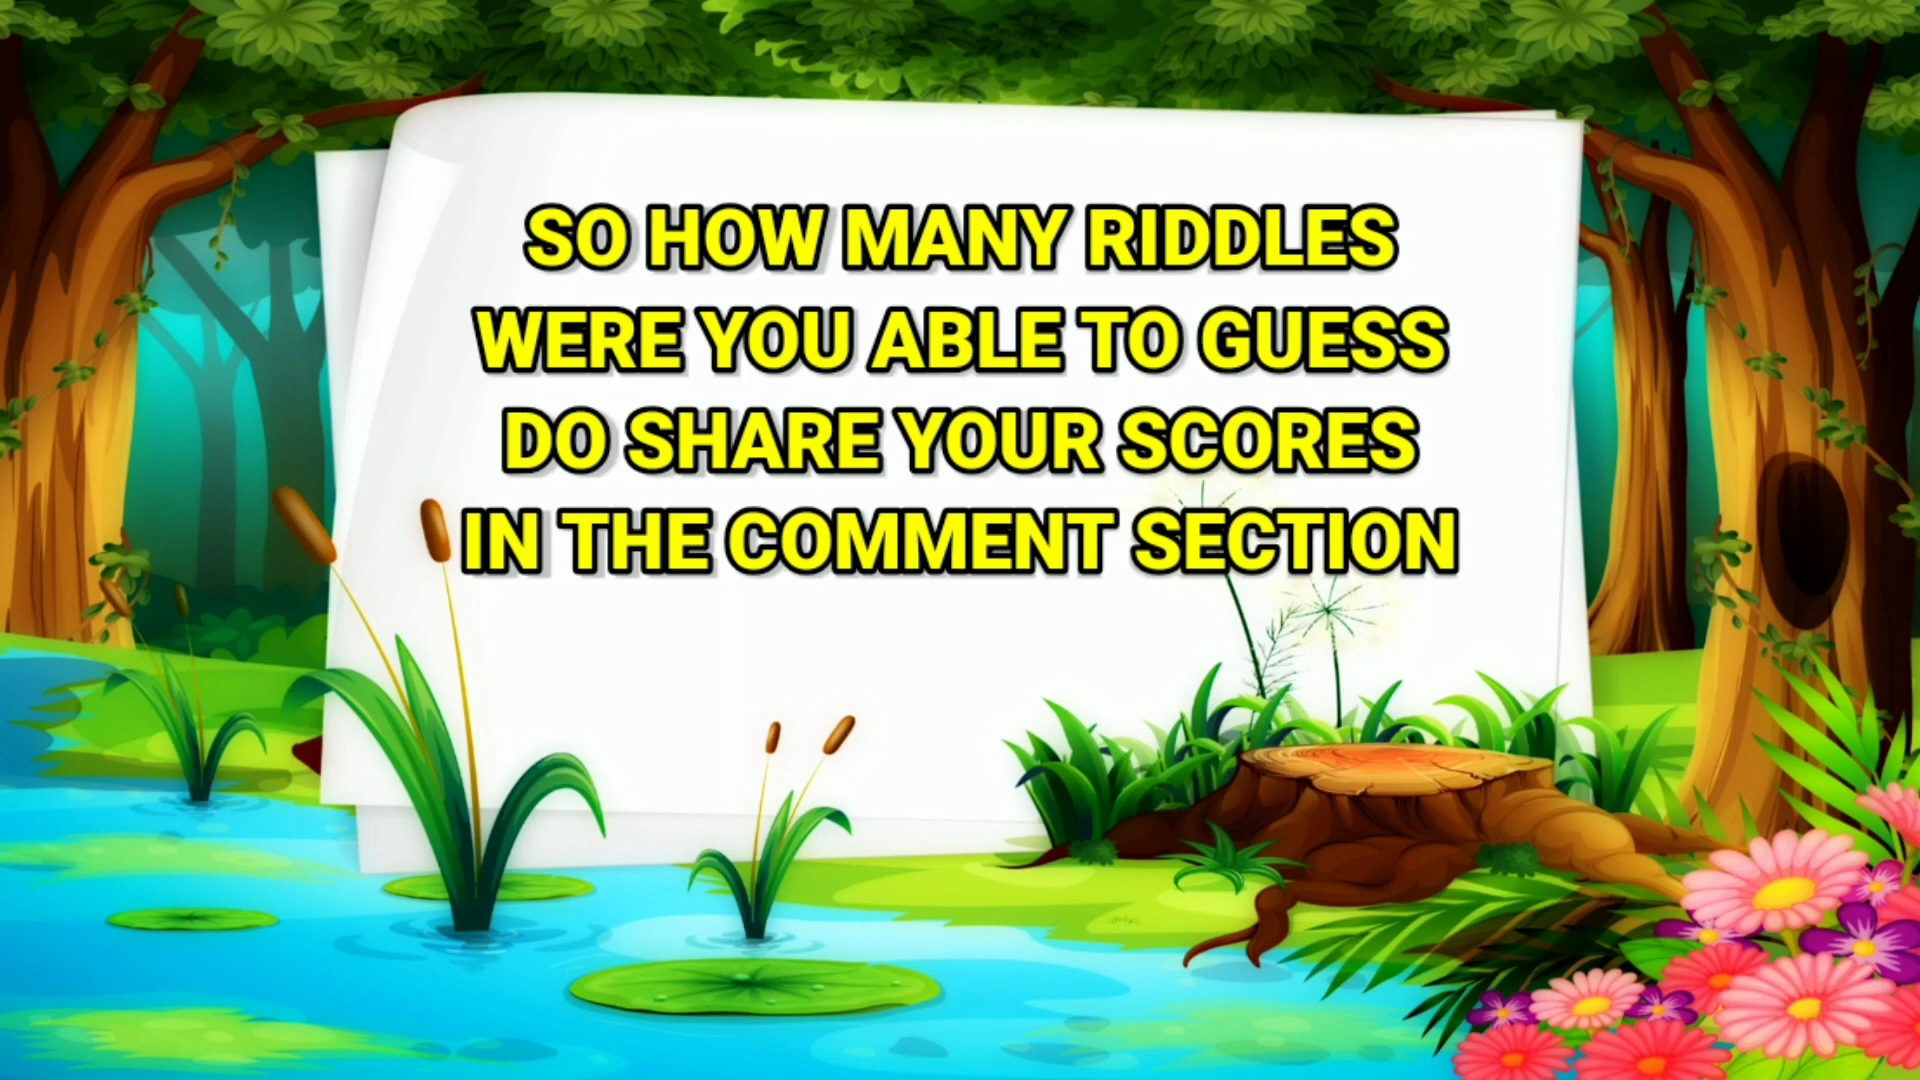 SO HOW MANY RIDDLES
WERE YOU ABLE TO GUESS
DO SHARE YOUR SCORES
IN THE COMMENT SECTION